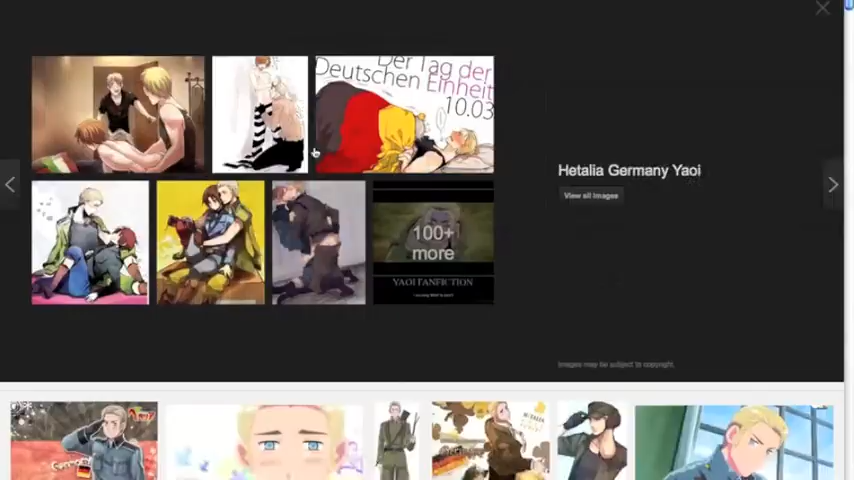 Der Tag der
Deutschen Einheit
10.03
Hetalia Germany Yaoi
View all images
100+
more
YAOI FANFICTION
Images may be subject to copyright.
Germany